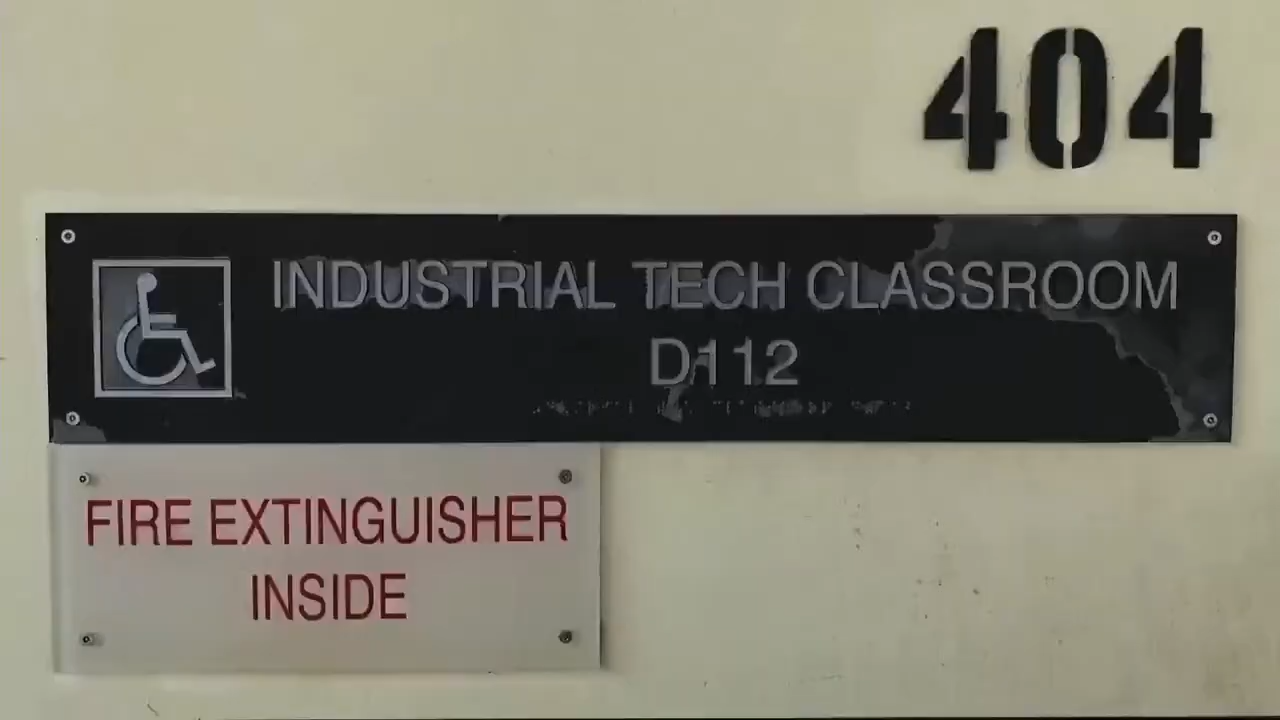 404
INDUSTRIAL TECH CLASSROOM
D112
FIRE EXTINGUISHER
INSIDE